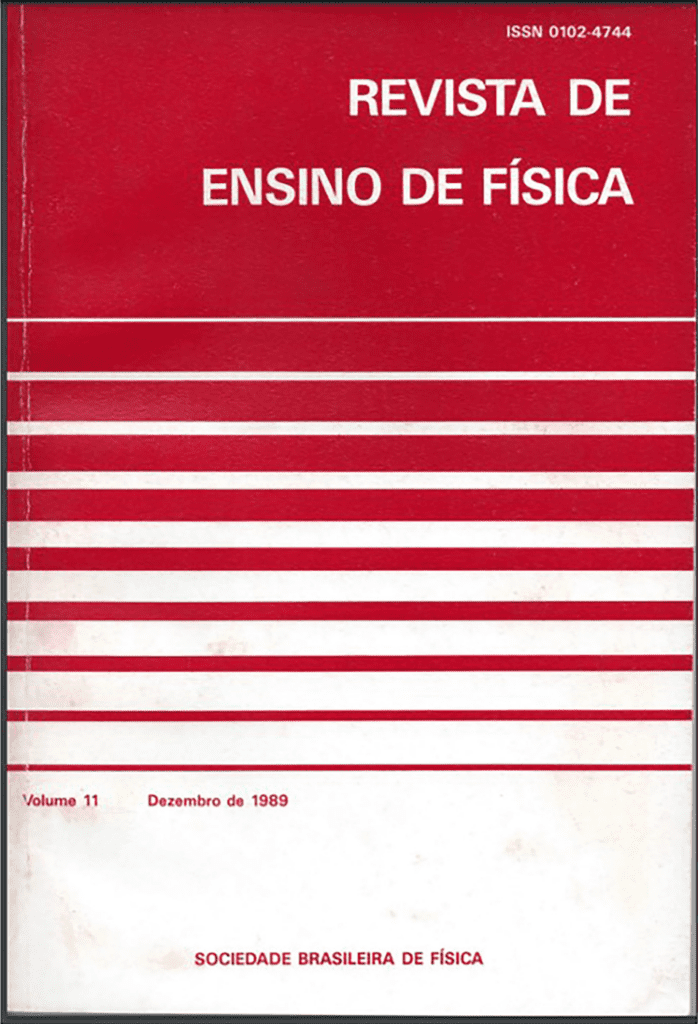 ISSN 0102-4744
REVISTA DE
ENSINO DE FÍSICA
Volume 11 Dezembro de 1989
SOCIEDADE BRASILEIRA DE FÍSICA